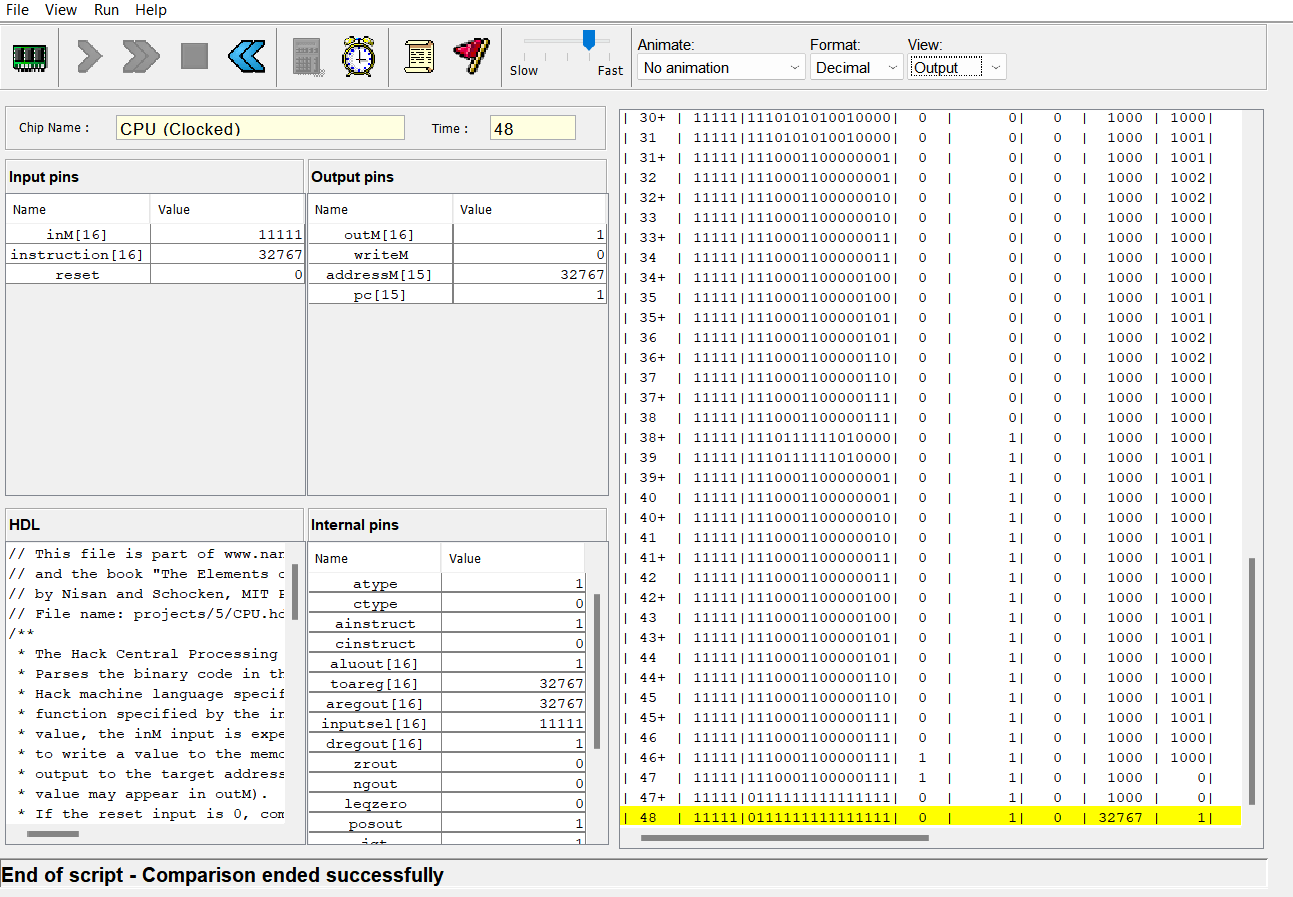 File View Run Help
Animate: Format: View:
Slow Fast No animation Decimal Output
Chip Name : CPU (Clocked) Time : 48
Input pins
Name Value
inM[16] 11111
instruction[16] 32767
reset 0
Output pins
Name Value
outM[16] 1
writeM 0
addressM[15] 32767
pc[15] 1
HDL
// This file is part of www.nan
// and the book "The Elements o
// by Nisan and Schocken, MIT P
// File name: projects/5/CPU.hd
/**
* The Hack Central Processing
* Parses the binary code in th
* Hack machine language specif
* function specified by the in
* value, the inM input is expe
* to write a value to the memo
* output to the target address
* value may appear in outM).
* If the reset input is 0, com
Internal pins
Name Value
atype 1
ctype 0
ainstruct 1
cinstruct 0
aluout[16] 1
toareg[16] 32767
aregout[16] 32767
inputsel[16] 11111
dregout[16] 1
zrout 0
ngout 0
leqzero 0
posout 1
jgt 1
| 30+ | 11111|1110101010010000| 0 | 0| 0 | 1000 | 1000|
| 31 | 11111|1110101010010000| 0 | 0| 0 | 1000 | 1001|
| 31+ | 11111|1110001100000001| 0 | 0| 0 | 1000 | 1001|
| 32 | 11111|1110001100000001| 0 | 0| 0 | 1000 | 1002|
| 32+ | 11111|1110001100000010| 0 | 0| 0 | 1000 | 1002|
| 33 | 11111|1110001100000010| 0 | 0| 0 | 1000 | 1000|
| 33+ | 11111|1110001100000011| 0 | 0| 0 | 1000 | 1000|
| 34 | 11111|1110001100000011| 0 | 0| 0 | 1000 | 1000|
| 34+ | 11111|1110001100000100| 0 | 0| 0 | 1000 | 1000|
| 35 | 11111|1110001100000100| 0 | 0| 0 | 1000 | 1001|
| 35+ | 11111|1110001100000101| 0 | 0| 0 | 1000 | 1001|
| 36 | 11111|1110001100000101| 0 | 0| 0 | 1000 | 1002|
| 36+ | 11111|1110001100000110| 0 | 0| 0 | 1000 | 1002|
| 37 | 11111|1110001100000110| 0 | 0| 0 | 1000 | 1000|
| 37+ | 11111|1110001100000111| 0 | 0| 0 | 1000 | 1000|
| 38 | 11111|1110001100000111| 0 | 0| 0 | 1000 | 1000|
| 38+ | 11111|1110111111010000| 0 | 1| 0 | 1000 | 1000|
| 39 | 11111|1110111111010000| 0 | 1| 0 | 1000 | 1001|
| 39+ | 11111|1110001100000001| 0 | 1| 0 | 1000 | 1001|
| 40 | 11111|1110001100000001| 0 | 1| 0 | 1000 | 1000|
| 40+ | 11111|1110001100000010| 0 | 1| 0 | 1000 | 1000|
| 41 | 11111|1110001100000010| 0 | 1| 0 | 1000 | 1001|
| 41+ | 11111|1110001100000011| 0 | 1| 0 | 1000 | 1001|
| 42 | 11111|1110001100000011| 0 | 1| 0 | 1000 | 1000|
| 42+ | 11111|1110001100000100| 0 | 1| 0 | 1000 | 1000|
| 43 | 11111|1110001100000100| 0 | 1| 0 | 1000 | 1001|
| 43+ | 11111|1110001100000101| 0 | 1| 0 | 1000 | 1001|
| 44 | 11111|1110001100000101| 0 | 1| 0 | 1000 | 1000|
| 44+ | 11111|1110001100000110| 0 | 1| 0 | 1000 | 1000|
| 45 | 11111|1110001100000110| 0 | 1| 0 | 1000 | 1001|
| 45+ | 11111|1110001100000111| 0 | 1| 0 | 1000 | 1001|
| 46 | 11111|1110001100000111| 0 | 1| 0 | 1000 | 1000|
| 46+ | 11111|1110001100000111| 1 | 1| 0 | 1000 | 1000|
| 47 | 11111|1110001100000111| 1 | 1| 0 | 1000 | 0|
| 47+ | 11111|0111111111111111| 0 | 1| 0 | 1000 | 0|
| 48 | 11111|0111111111111111| 0 | 1| 0 | 32767 | 1|
End of script - Comparison ended successfully